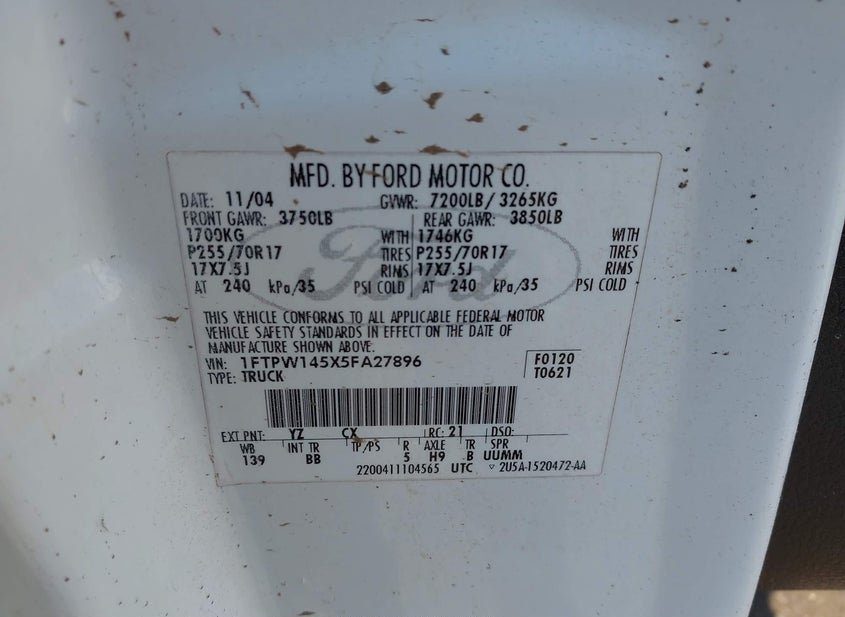 MFD. BY FORD MOTOR CO.
DATE: 11/04 GVWR: 7200LB/ 3265KG
FRONT GAWR: 3750LB REAR GAWR: 3850LB
1700KG WITH 1746KG WITH
P255/70R17 TIRES P255/70R17 TIRES
17X7.5J RIMS 17X7.5J RIMS
AT 240 kPa/35 PSI COLD AT 240 kPa/35 PSI COLD
THIS VEHICLE CONFORMS TO ALL APPLICABLE FEDERAL MOTOR
VEHICLE SAFETY STANDARDS IN EFFECT ON THE DATE OF
MANUFACTURE SHOWN ABOVE.
VIN: 1FTPW145X5FA27896 F0120
TYPE: TRUCK T0621
EXT PNT: YZ CX RC: 21 DSO:
WB INT TR TP/PS R AXLE TR SPR
139 BB 5 H9 B UUMM
2200411104565 UTC 2U5A-1520472-AA
Ford